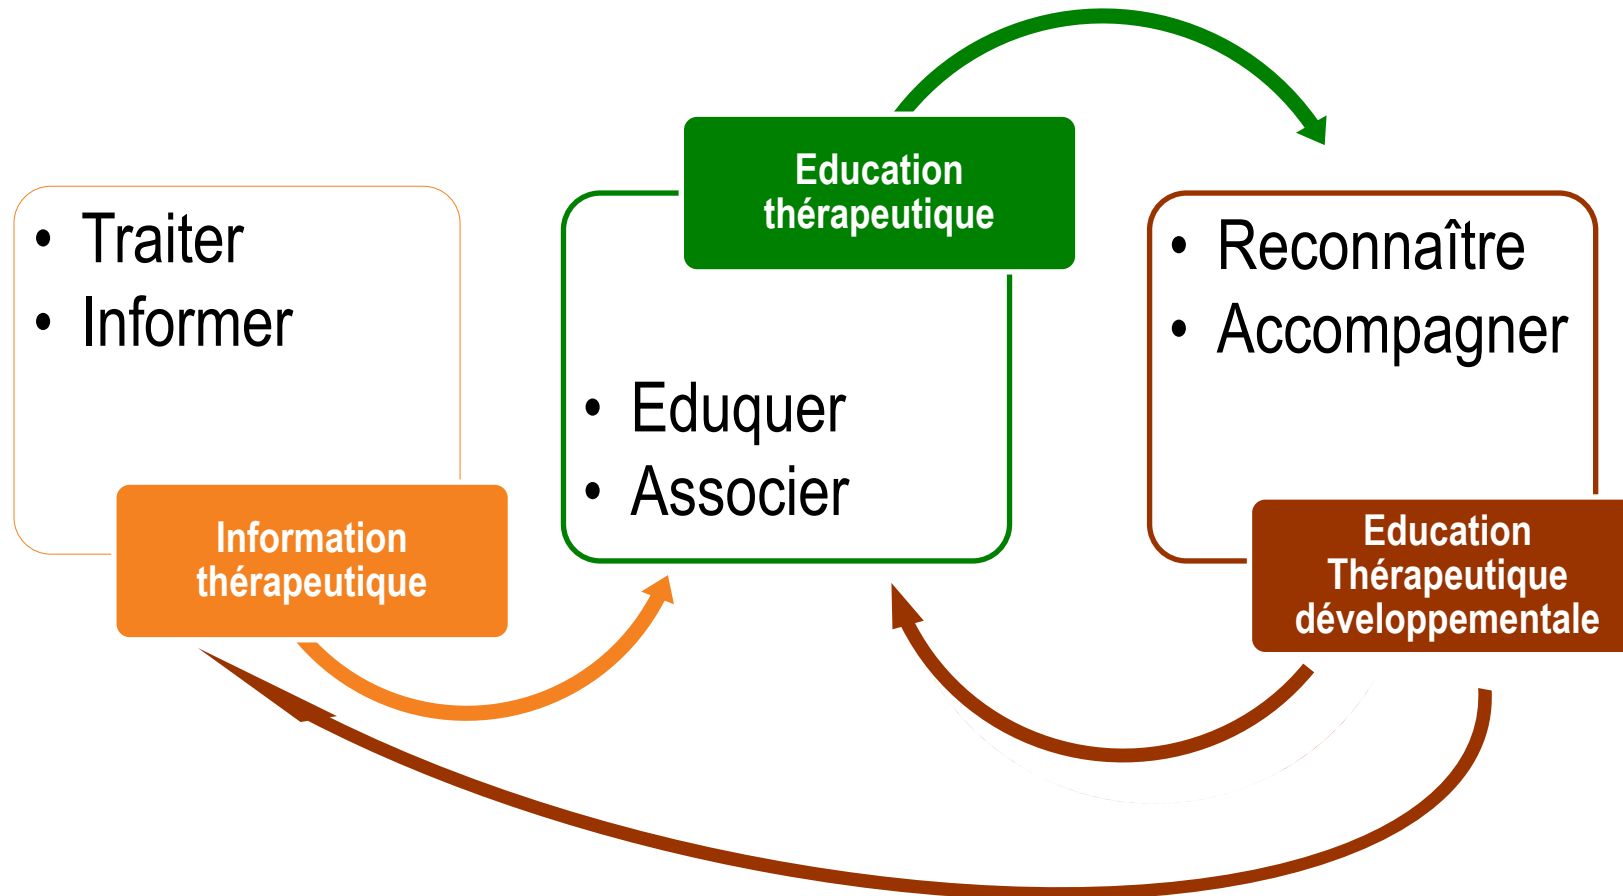 • Traiter
• Informer
Information
thérapeutique
Education
thérapeutique
• Eduquer
• Associer
• Reconnaître
• Accompagner
Education
Thérapeutique
développementale